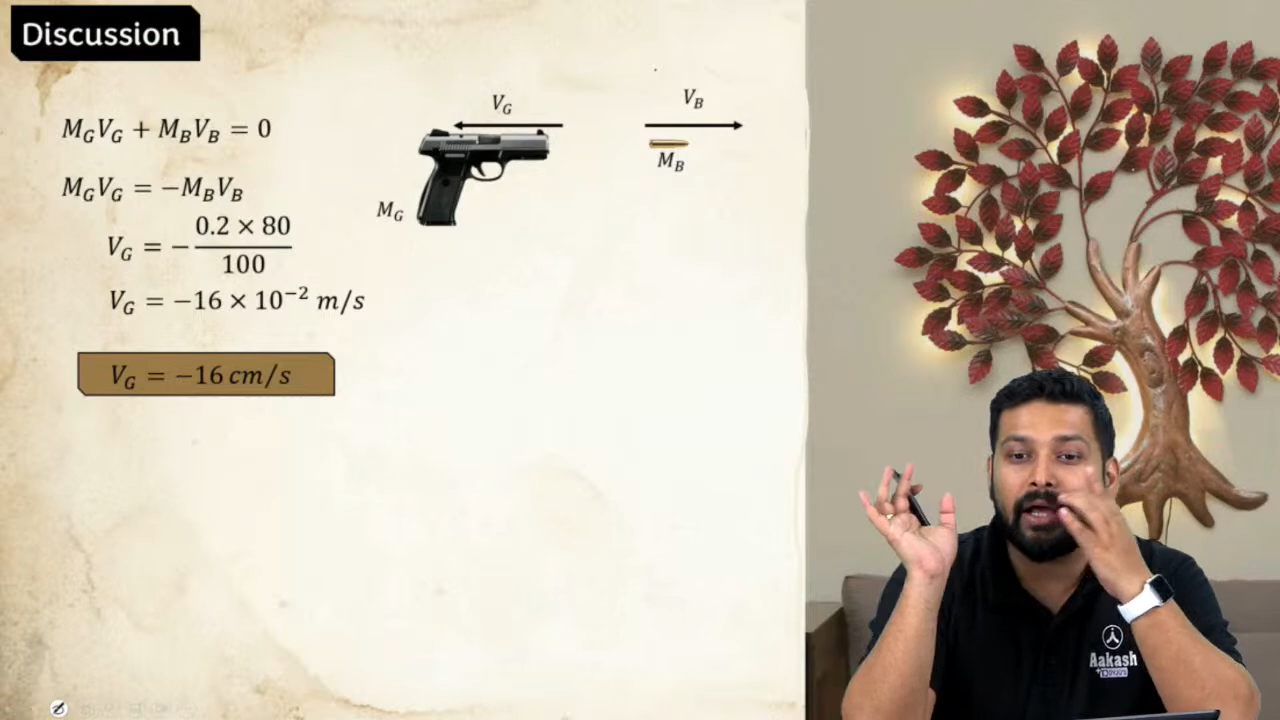 Discussion
M_G V_G + M_B V_B = 0
M_G V_G = −M_B V_B
V_G = − 0.2 × 80 / 100
V_G = −16 × 10⁻² m/s
V_G = −16 cm/s
V_G
V_B
M_B
M_G
Aakash